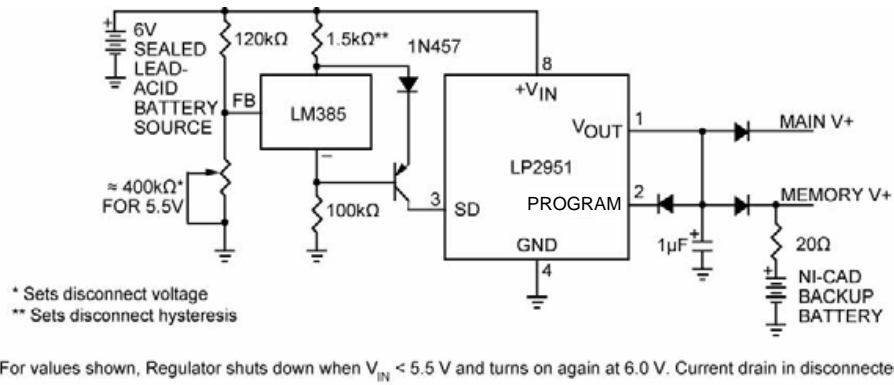 6V
SEALED
LEAD-
ACID
BATTERY
SOURCE
120kΩ
1.5kΩ**
1N457
FB
LM385
–
≈ 400kΩ*
FOR 5.5V
100kΩ
8
+VIN
VOUT
1
MAIN V+
LP2951
3
SD
PROGRAM
2
MEMORY V+
GND
4
1µF
20Ω
NI-CAD
BACKUP
BATTERY
* Sets disconnect voltage
** Sets disconnect hysteresis
For values shown, Regulator shuts down when VIN < 5.5 V and turns on again at 6.0 V. Current drain in disconnecte